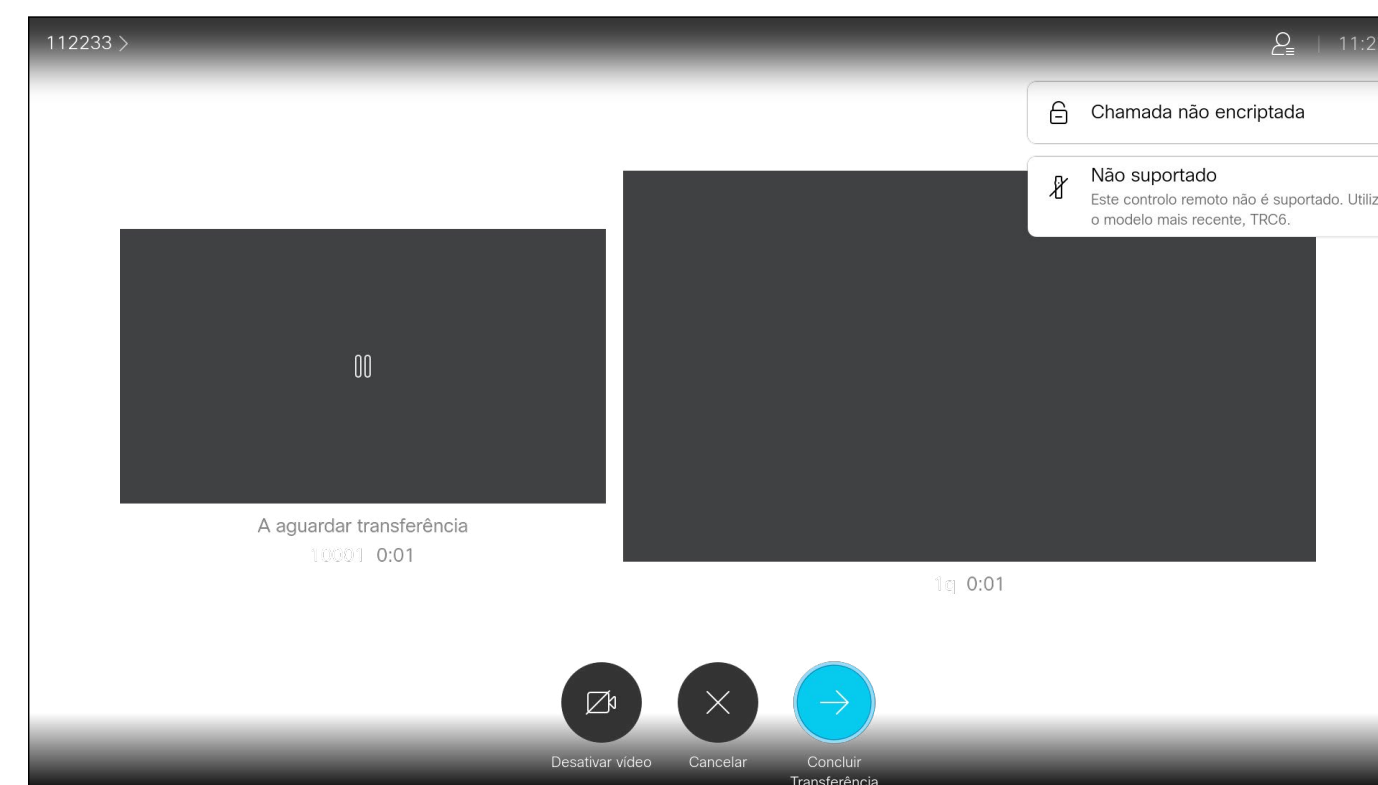 112233 >
11:2
Chamada não encriptada
Não suportado
Este controlo remoto não é suportado. Utiliz
o modelo mais recente, TRC6.
A aguardar transferência
10001 0:01
1q 0:01
Desativar vídeo
Cancelar
Concluir
Transferência